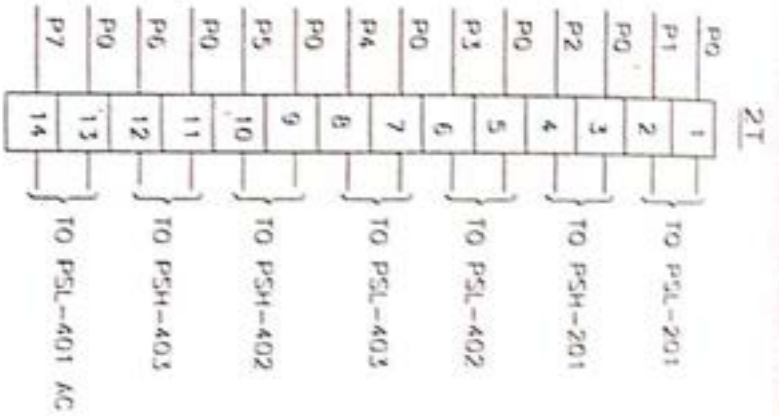 2T
P0
P1
P0
P2
P0
P3
P0
P4
P0
P5
P0
P6
P0
P7
1
2
3
4
5
6
7
8
9
10
11
12
13
14
TO PSL-201
TO PSH-201
TO PSL-402
TO PSL-403
TO PSH-402
TO PSH-403
TO PSL-401 AC